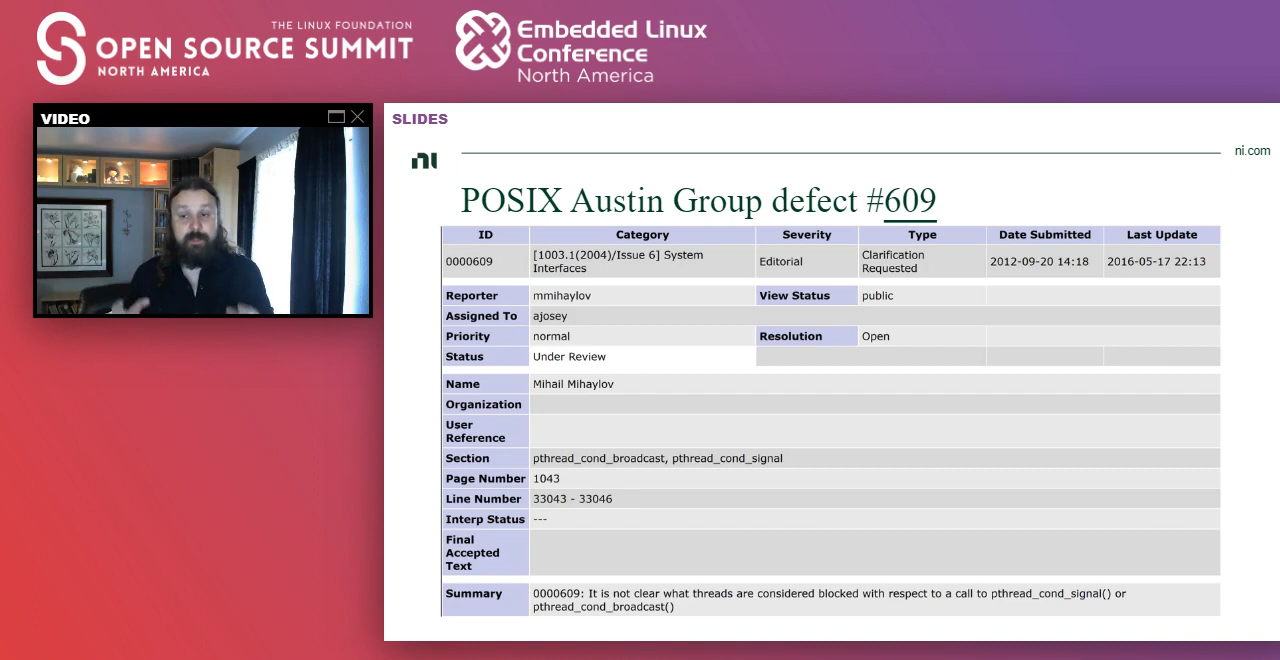 THE LINUX FOUNDATION
OPEN SOURCE SUMMIT
NORTH AMERICA
Embedded Linux
Conference
North America
VIDEO
SLIDES
ni
ni.com
POSIX Austin Group defect #609
ID Category Severity Type Date Submitted Last Update
0000609 [1003.1(2004)/Issue 6] System Interfaces Editorial Clarification Requested 2012-09-20 14:18 2016-05-17 22:13
Reporter mmihaylov View Status public
Assigned To ajosey
Priority normal Resolution Open
Status Under Review
Name Mihail Mihaylov
Organization
User
Reference
Section pthread_cond_broadcast, pthread_cond_signal
Page Number 1043
Line Number 33043 - 33046
Interp Status ---
Final
Accepted
Text
Summary 0000609: It is not clear what threads are considered blocked with respect to a call to pthread_cond_signal() or
pthread_cond_broadcast()